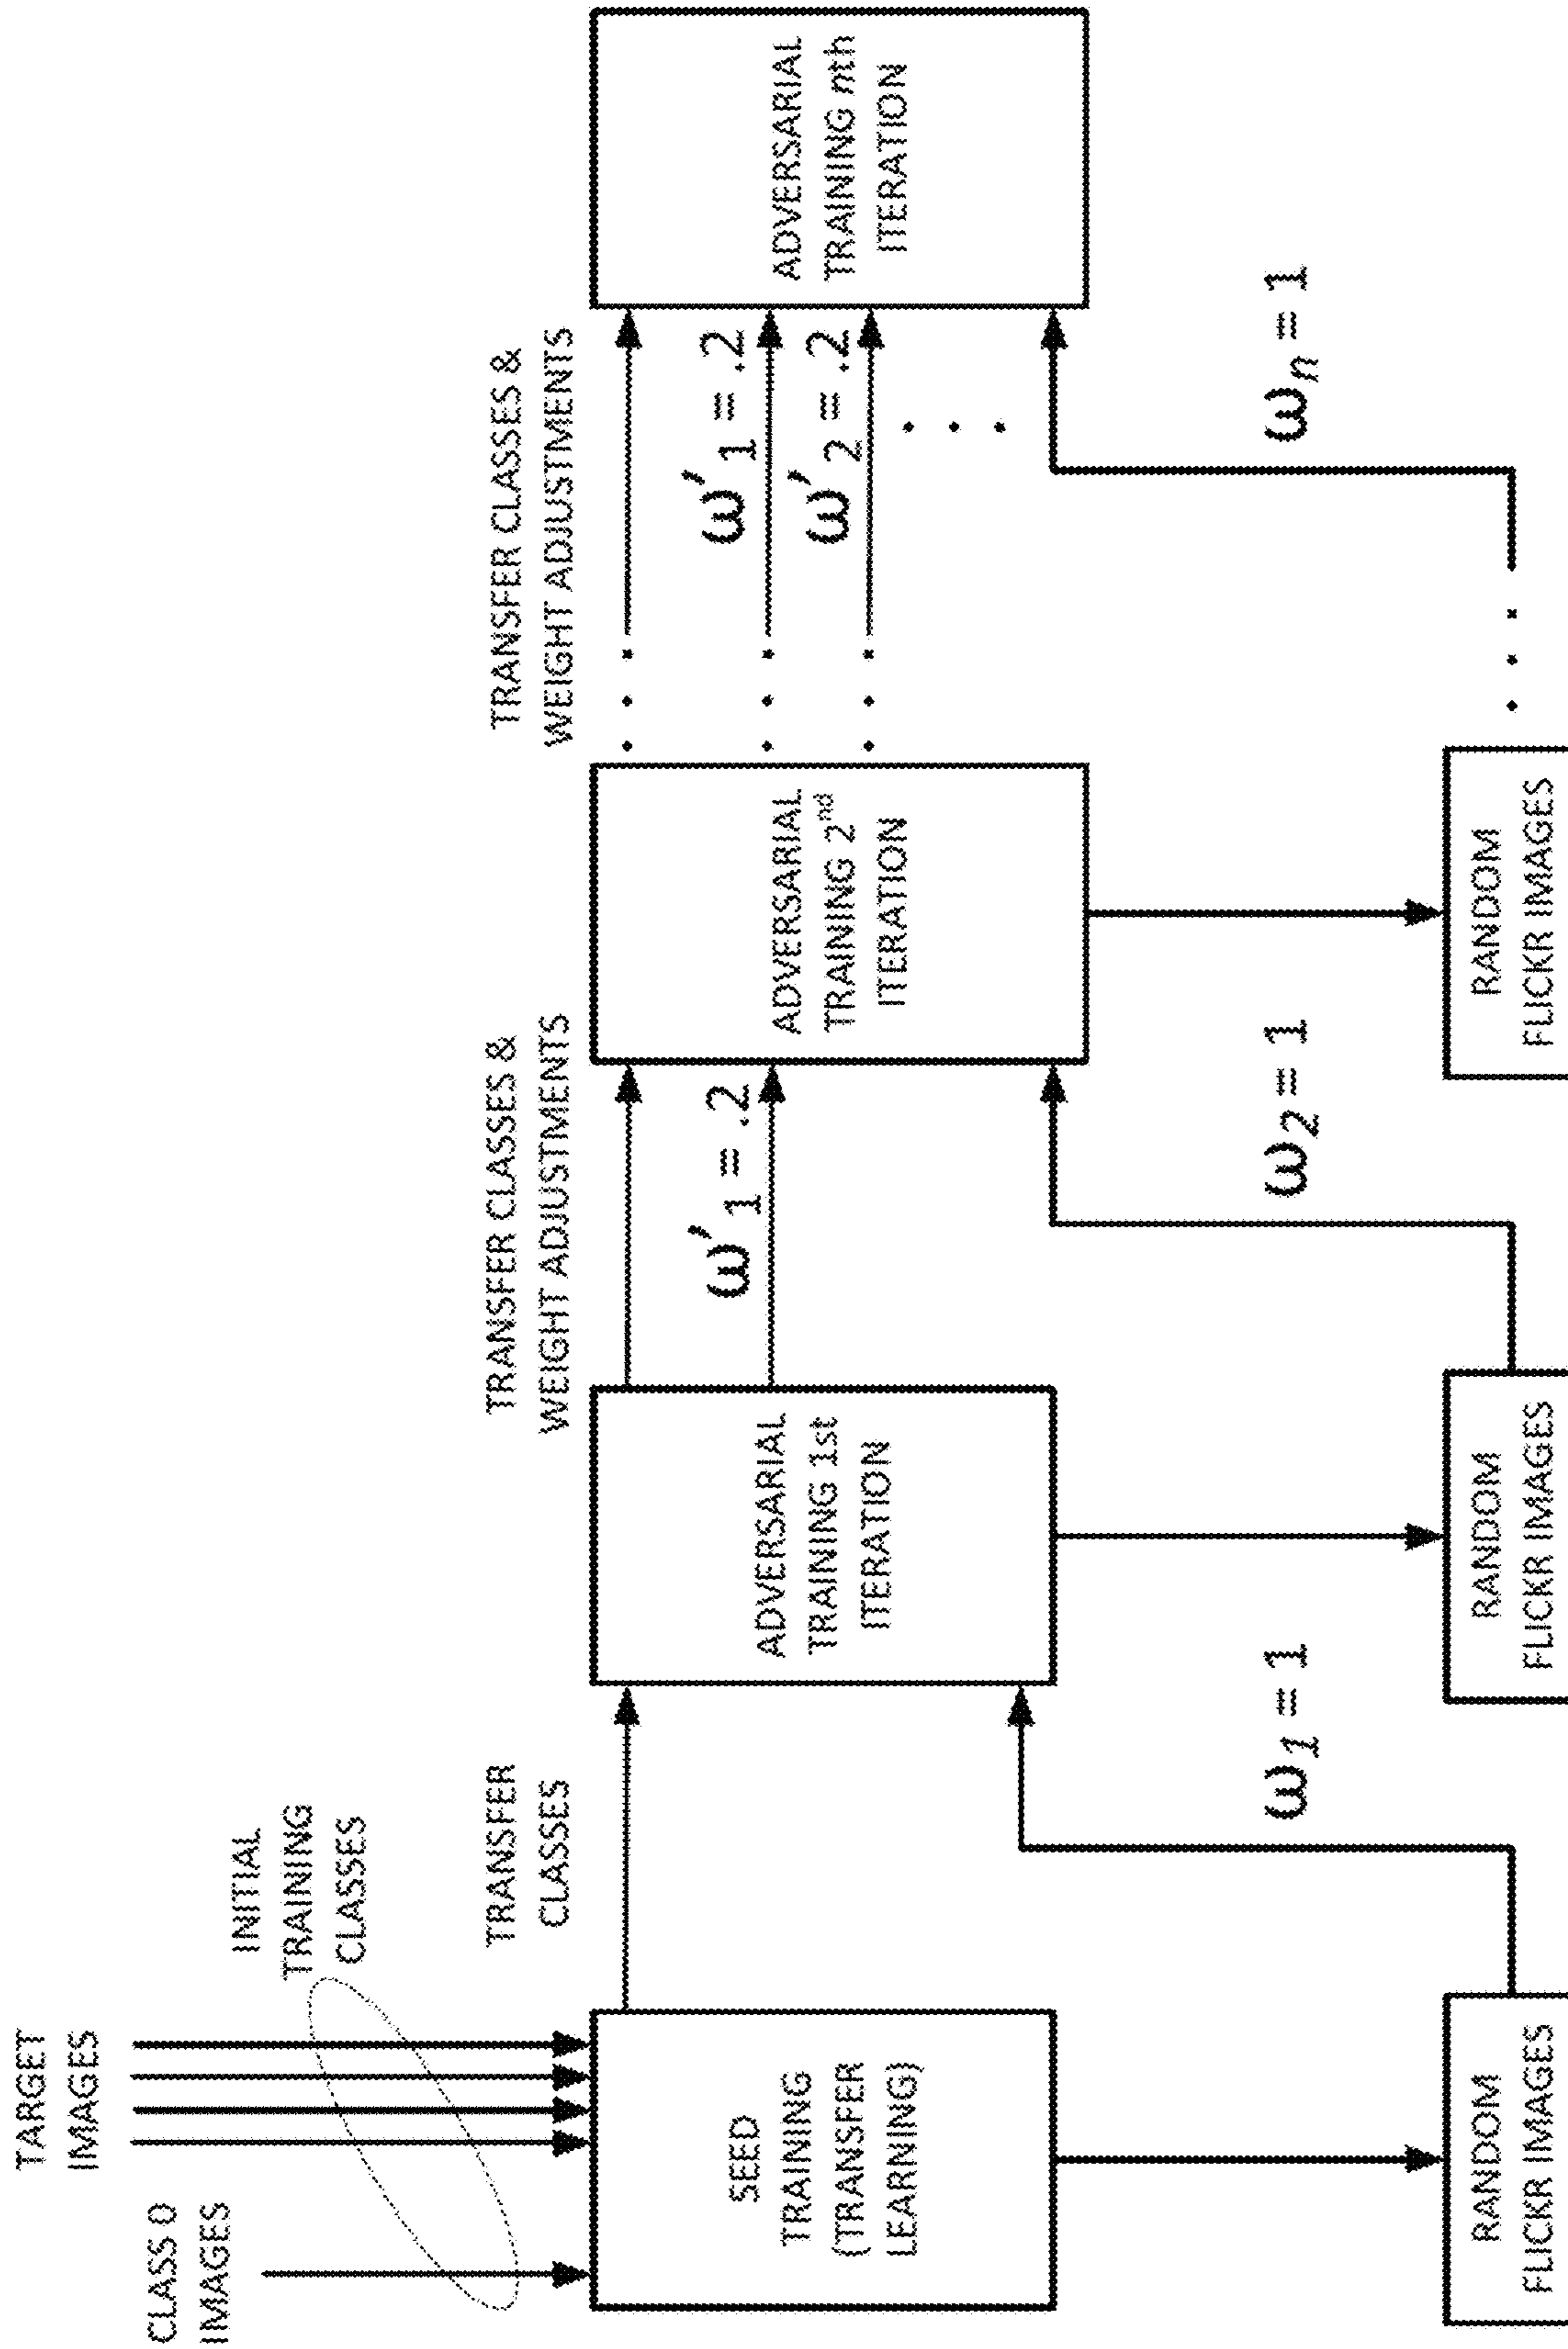 CLASS 0
IMAGES
TARGET
IMAGES
INITIAL
TRAINING
CLASSES
SEED
TRAINING
(TRANSFER
LEARNING)
TRANSFER
CLASSES
ADVERSARIAL
TRAINING 1st
ITERATION
TRANSFER CLASSES &
WEIGHT ADJUSTMENTS
ω'1 = .2
ADVERSARIAL
TRAINING 2nd
ITERATION
TRANSFER CLASSES &
WEIGHT ADJUSTMENTS
ω'1 = .2
ω'2 = .2
ADVERSARIAL
TRAINING nth
ITERATION
ω1 = 1
ω2 = 1
ωn = 1
RANDOM
FLICKR IMAGES
RANDOM
FLICKR IMAGES
RANDOM
FLICKR IMAGES